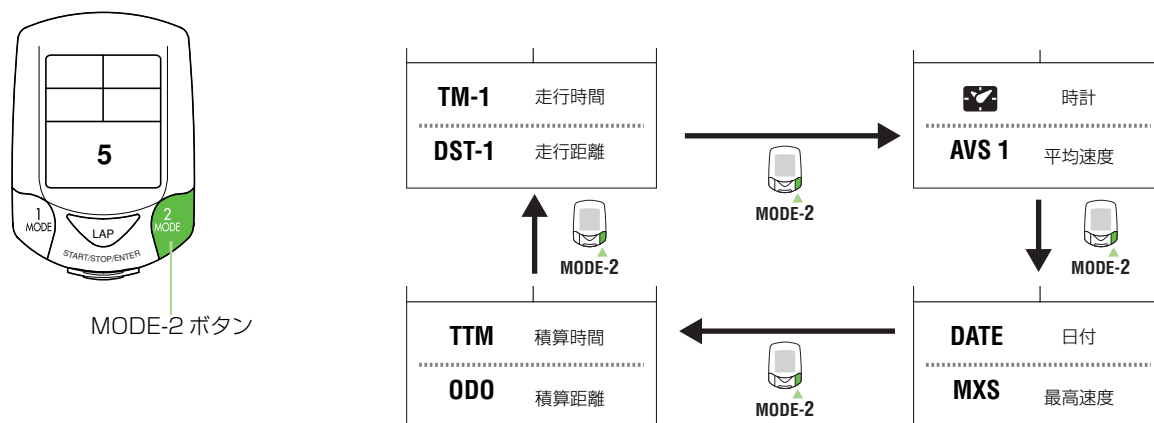 5
1
MODE
LAP
2
MODE
START/STOP/ENTER
MODE-2 ボタン
TM-1 走行時間
DST-1 走行距離
MODE-2
時計
AVS 1 平均速度
MODE-2
MODE-2
TTM 積算時間
ODO 積算距離
MODE-2
DATE 日付
MXS 最高速度